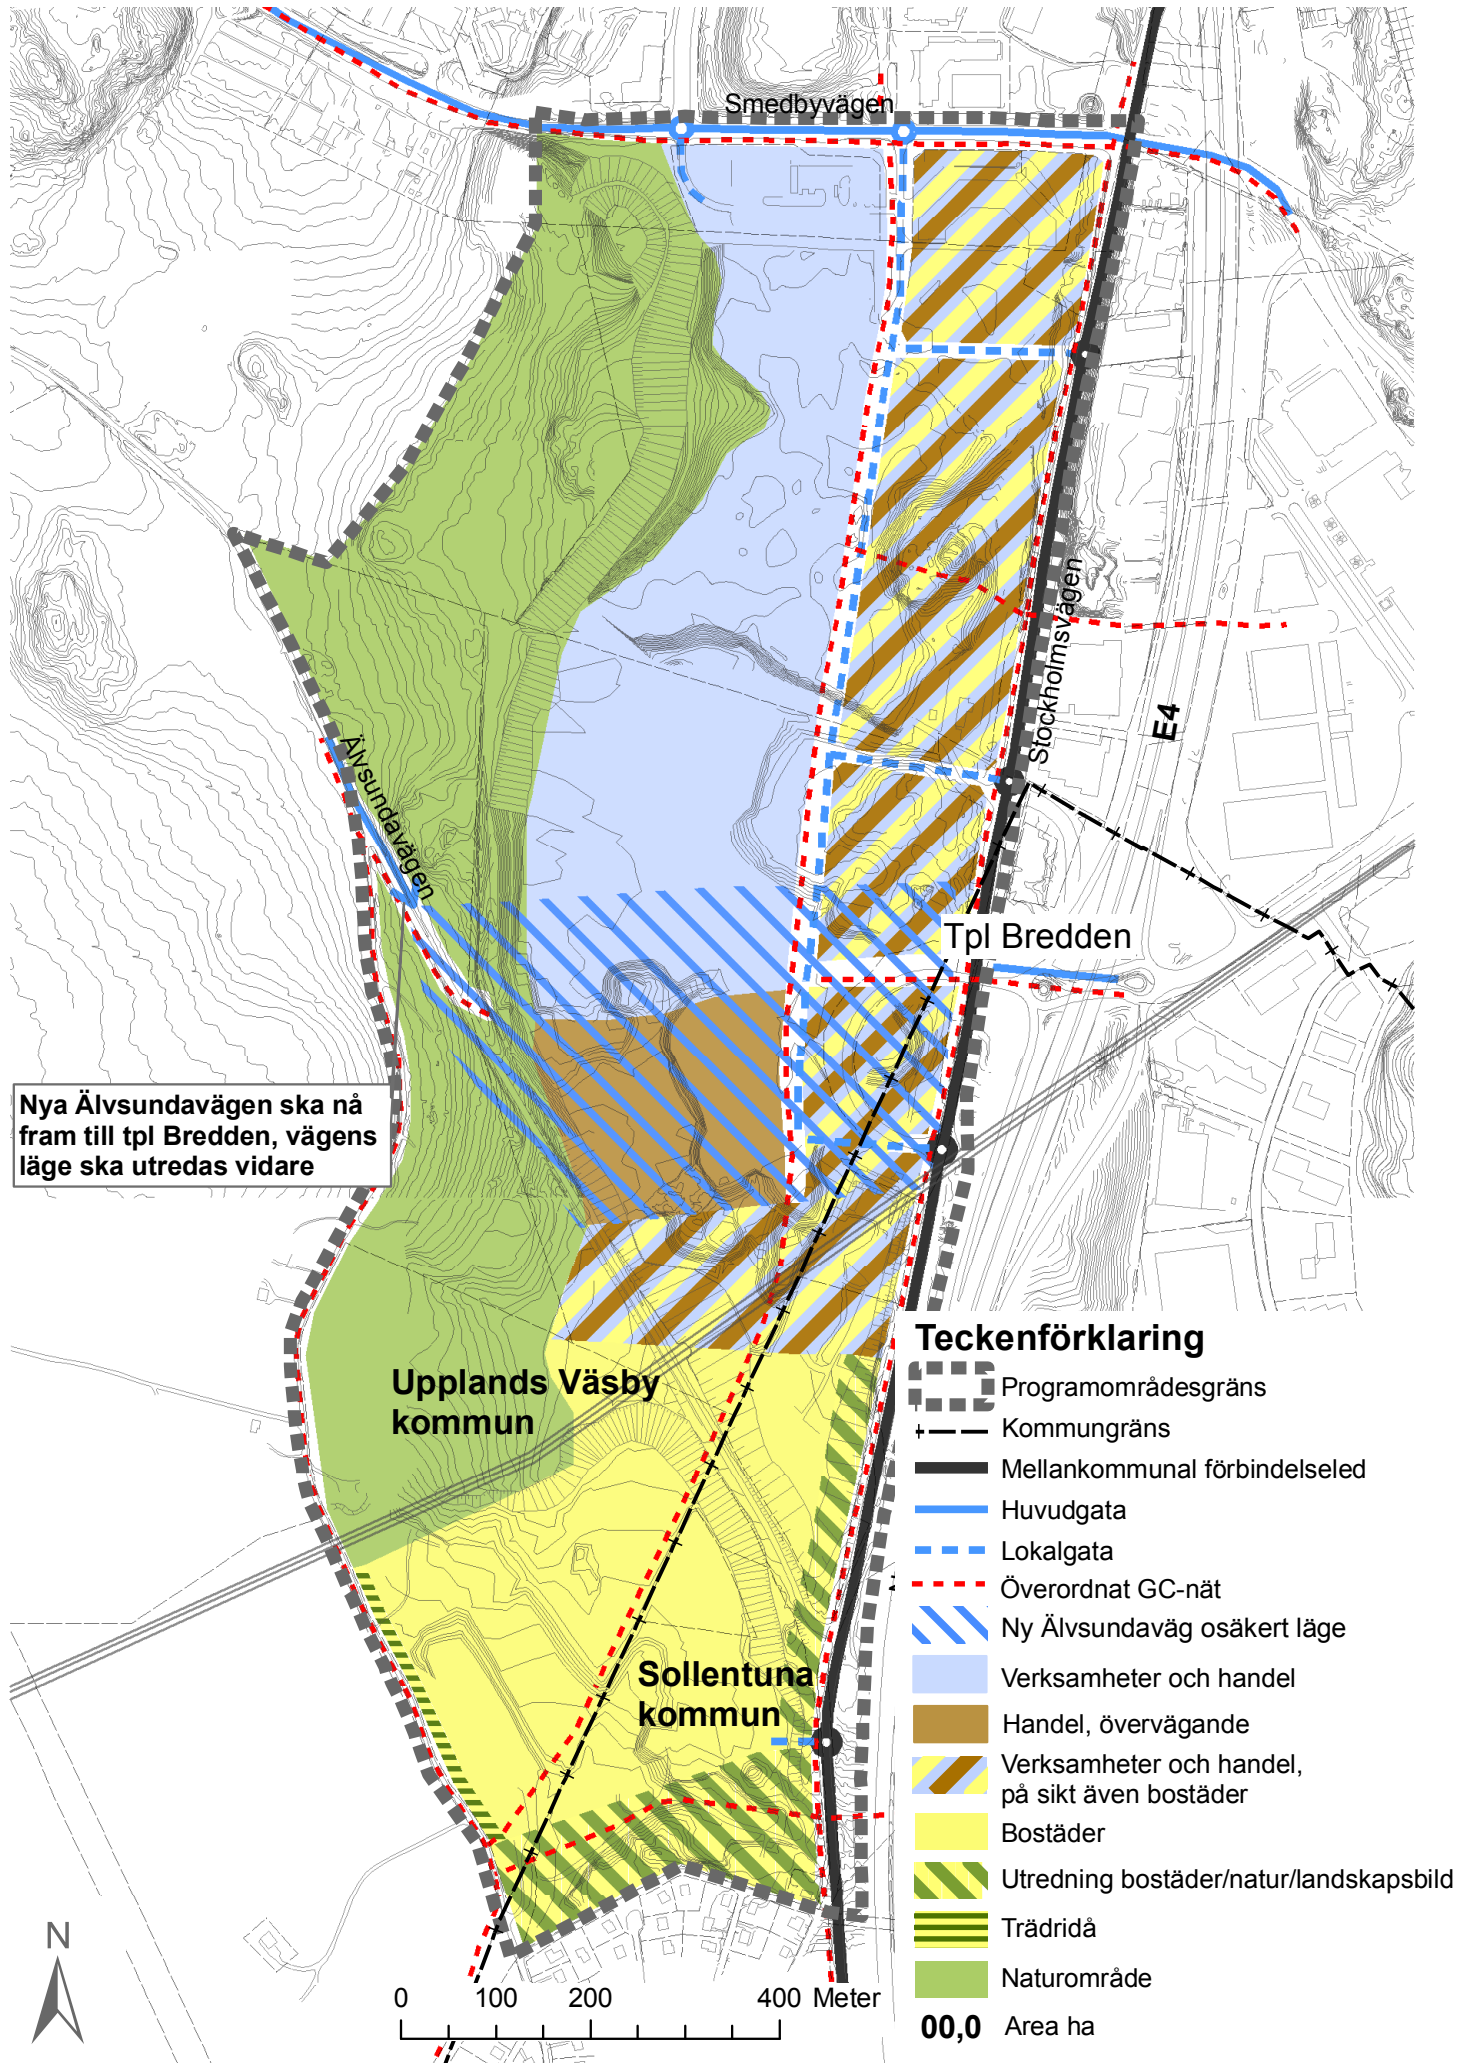 Smedbyvägen
Stockholmsvägen
E4
Älvsundavägen
Tpl Bredden
Nya Älvsundavägen ska nå
fram till tpl Bredden, vägens
läge ska utredas vidare
Upplands Väsby
kommun
Sollentuna
kommun
Teckenförklaring
Programområdesgräns
Kommungräns
Mellankommunal förbindelseled
Huvudgata
Lokalgata
Överordnat GC-nät
Ny Älvsundaväg osäkert läge
Verksamheter och handel
Handel, övervägande
Verksamheter och handel,
på sikt även bostäder
Bostäder
Utredning bostäder/natur/landskapsbild
Trädridå
Naturområde
00,0 Area ha
N
0 100 200 400 Meter